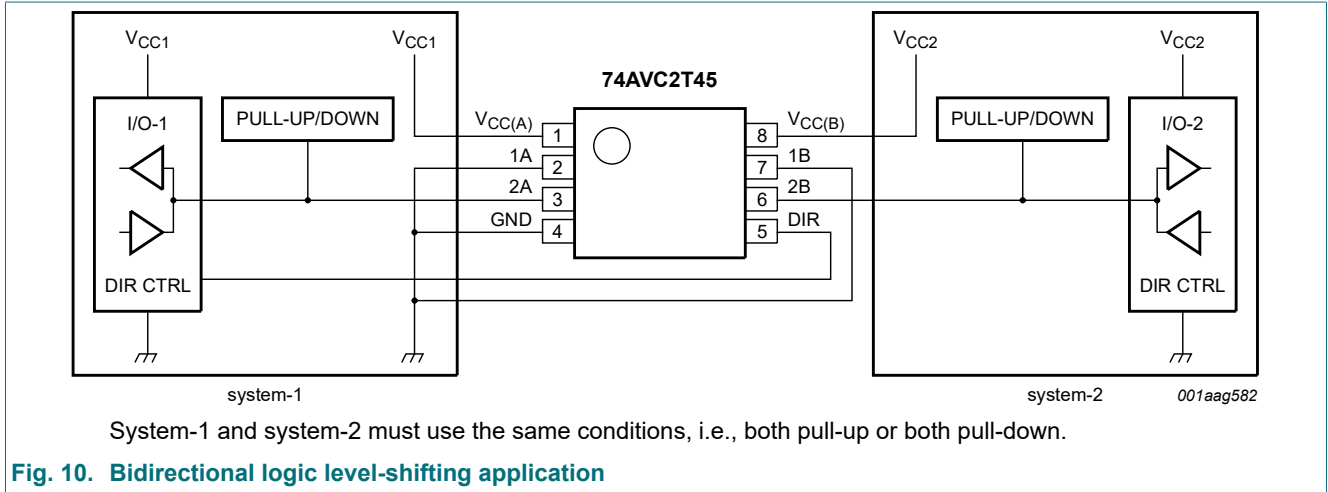 VCC1
VCC1
VCC2
VCC2
74AVC2T45
I/O-1
PULL-UP/DOWN
VCC(A)
1
8
VCC(B)
PULL-UP/DOWN
I/O-2
1A
2
7
1B
2A
3
6
2B
GND
4
5
DIR
DIR CTRL
DIR CTRL
system-1
system-2
001aag582
System-1 and system-2 must use the same conditions, i.e., both pull-up or both pull-down.
Fig. 10. Bidirectional logic level-shifting application